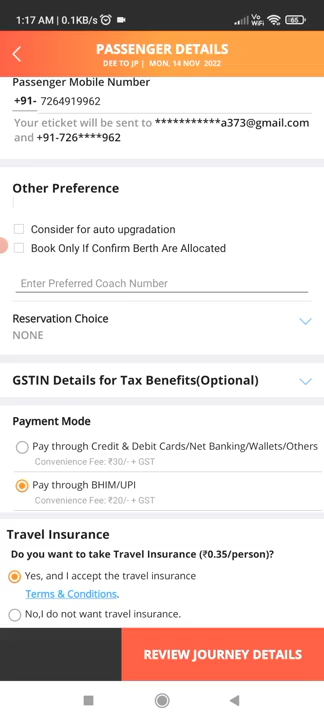 1:17 AM | 0.1KB/s
Vo
WiFi
65
PASSENGER DETAILS
DEE TO JP | MON, 14 NOV 2022
Passenger Mobile Number
+91- 7264919962
Your eticket will be sent to ***********a373@gmail.com
and +91-726****962
Other Preference
Consider for auto upgradation
Book Only If Confirm Berth Are Allocated
Enter Preferred Coach Number
Reservation Choice
NONE
GSTIN Details for Tax Benefits(Optional)
Payment Mode
Pay through Credit & Debit Cards/Net Banking/Wallets/Others
Convenience Fee: ₹30/- + GST
Pay through BHIM/UPI
Convenience Fee: ₹20/- + GST
Travel Insurance
Do you want to take Travel Insurance (₹0.35/person)?
Yes, and I accept the travel insurance
Terms & Conditions.
No,I do not want travel insurance.
REVIEW JOURNEY DETAILS